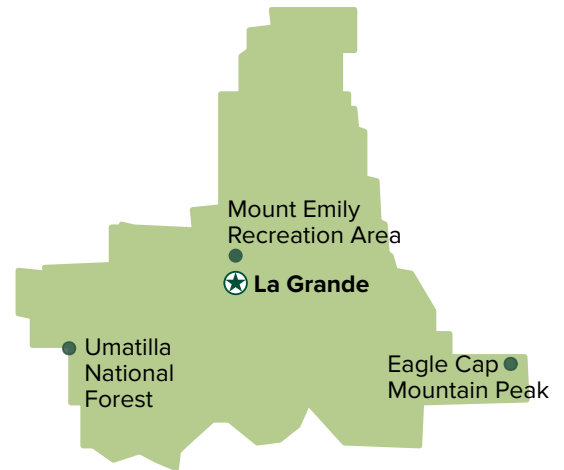 Mount Emily
Recreation Area
La Grande
Umatilla
National
Forest
Eagle Cap
Mountain Peak